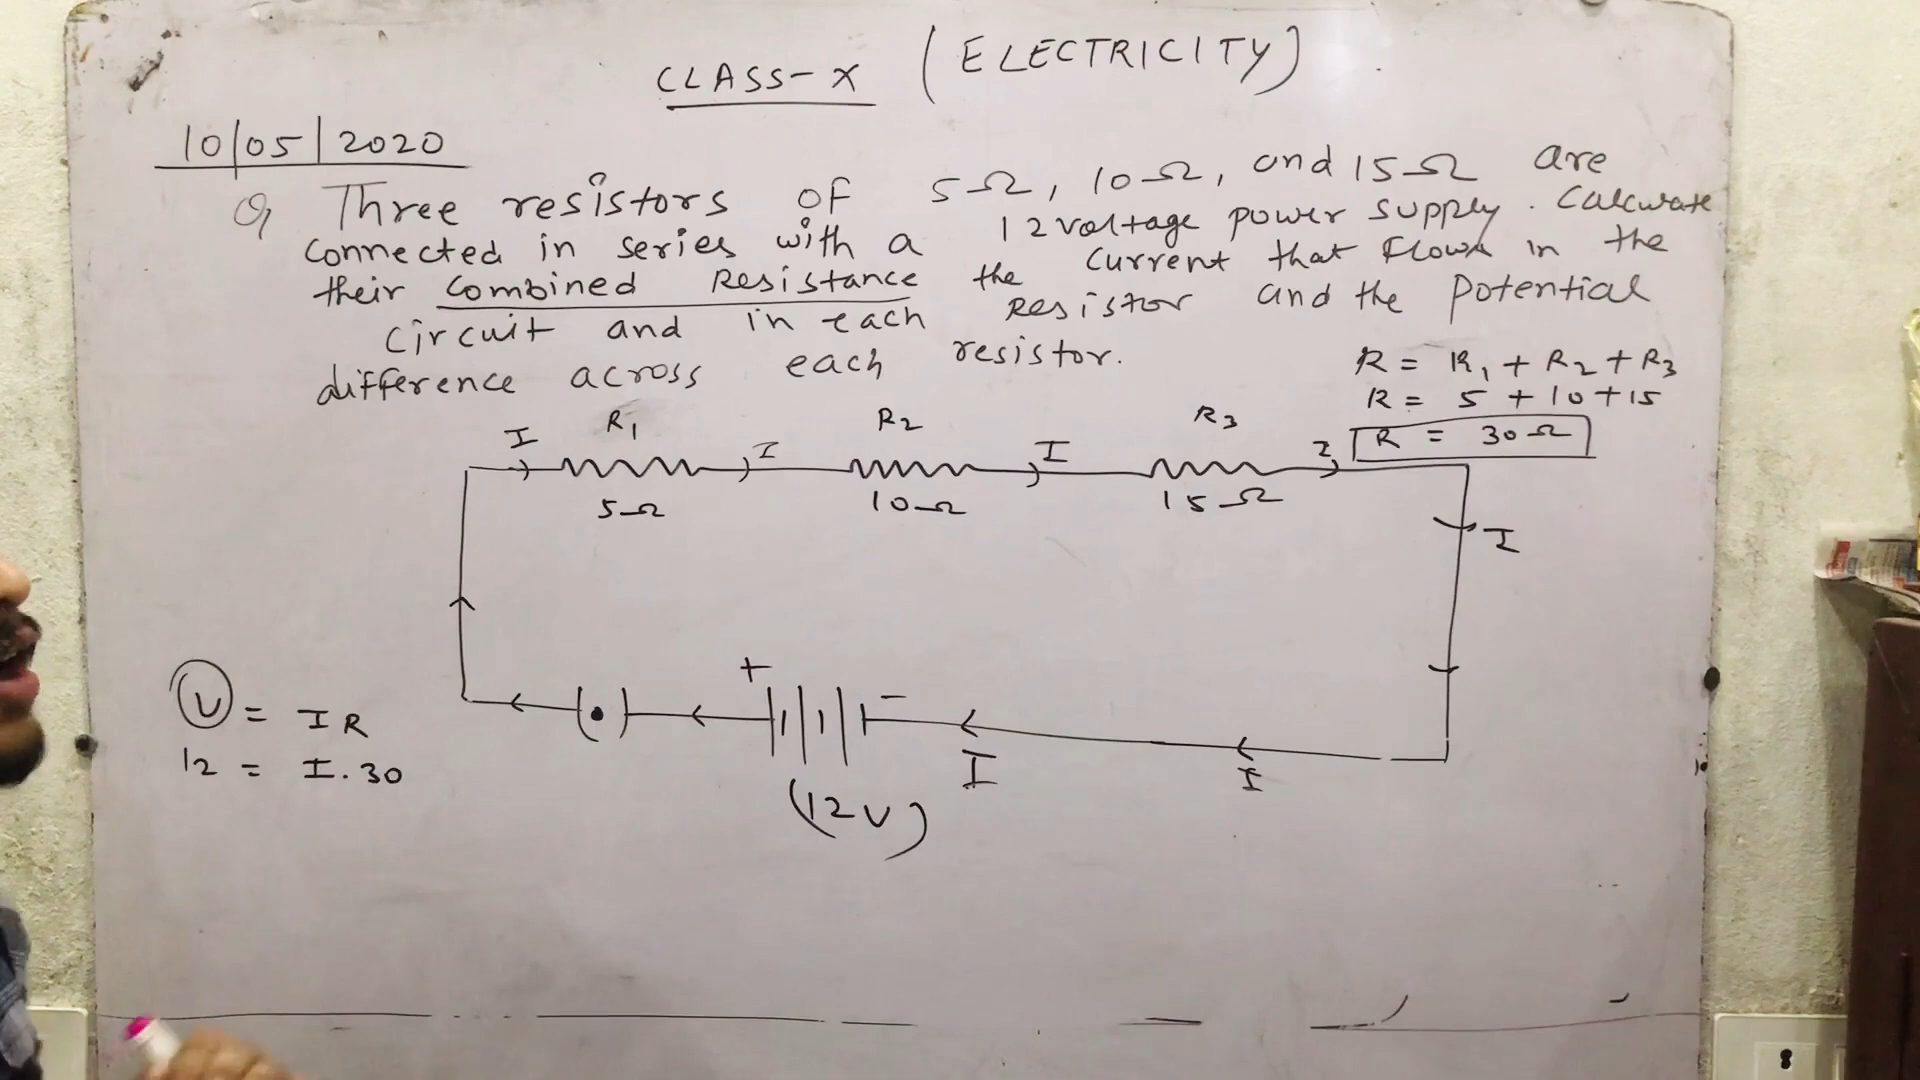 CLASS-X (ELECTRICITY)
10/05/2020
Q Three resistors of 5Ω, 10Ω, and 15Ω are
connected in series with a 12 voltage power supply. Calculate
their combined Resistance the current that flows in the
circuit and in each resistor and the potential
difference across each resistor.
R = R1 + R2 + R3
R = 5 + 10 + 15
R = 30Ω
R1 R2 R3
I I I I
5Ω 10Ω 15Ω
I
+ -
V = IR
12 = I.30
I I
(12V)